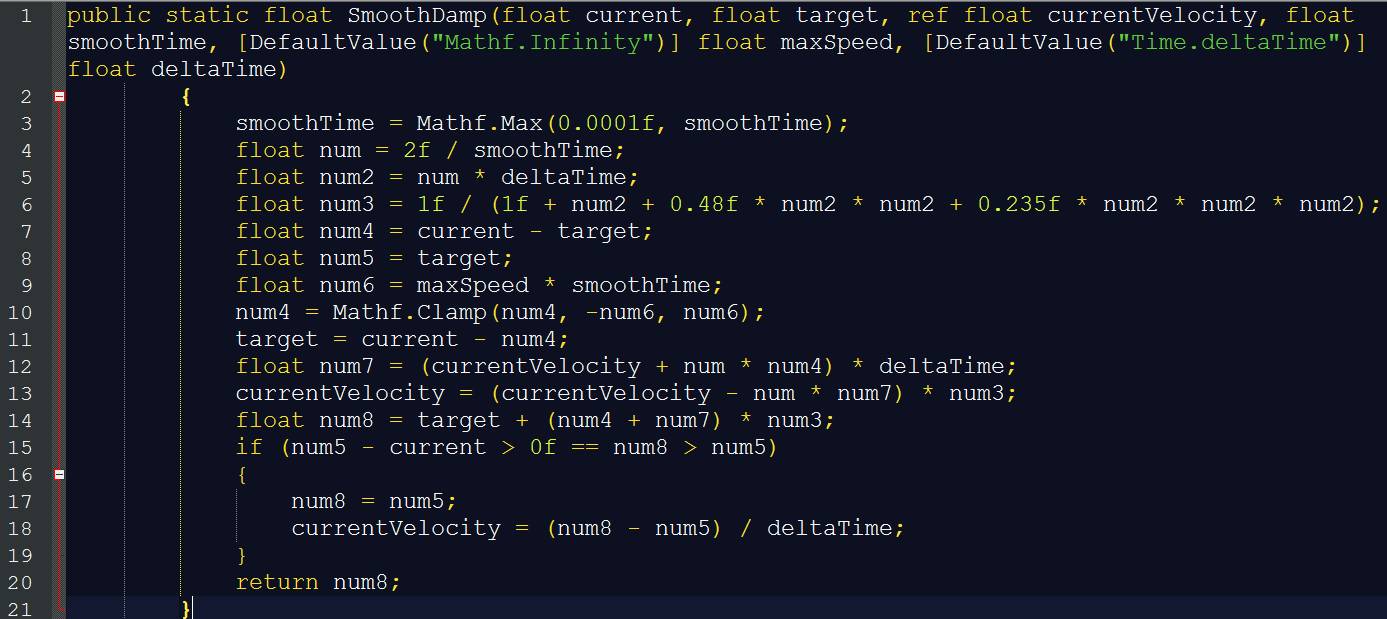 1 public static float SmoothDamp(float current, float target, ref float currentVelocity, float
smoothTime, [DefaultValue("Mathf.Infinity")] float maxSpeed, [DefaultValue("Time.deltaTime")]
float deltaTime)
2 {
3 smoothTime = Mathf.Max(0.0001f, smoothTime);
4 float num = 2f / smoothTime;
5 float num2 = num * deltaTime;
6 float num3 = 1f / (1f + num2 + 0.48f * num2 * num2 + 0.235f * num2 * num2 * num2);
7 float num4 = current - target;
8 float num5 = target;
9 float num6 = maxSpeed * smoothTime;
10 num4 = Mathf.Clamp(num4, -num6, num6);
11 target = current - num4;
12 float num7 = (currentVelocity + num * num4) * deltaTime;
13 currentVelocity = (currentVelocity - num * num7) * num3;
14 float num8 = target + (num4 + num7) * num3;
15 if (num5 - current > 0f == num8 > num5)
16 {
17 num8 = num5;
18 currentVelocity = (num8 - num5) / deltaTime;
19 }
20 return num8;
21 }